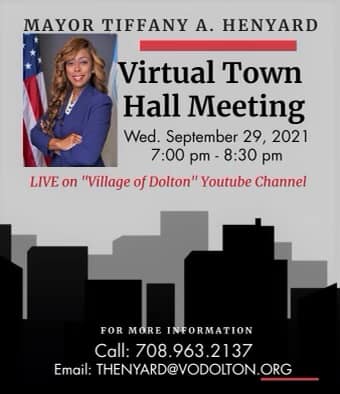 MAYOR TIFFANY A. HENYARD
Virtual Town
Hall Meeting
Wed. September 29, 2021
7:00 pm - 8:30 pm
LIVE on "Village of Dolton" Youtube Channel
FOR MORE INFORMATION
Call: 708.963.2137
Email: THENYARD@VODOLTON.ORG